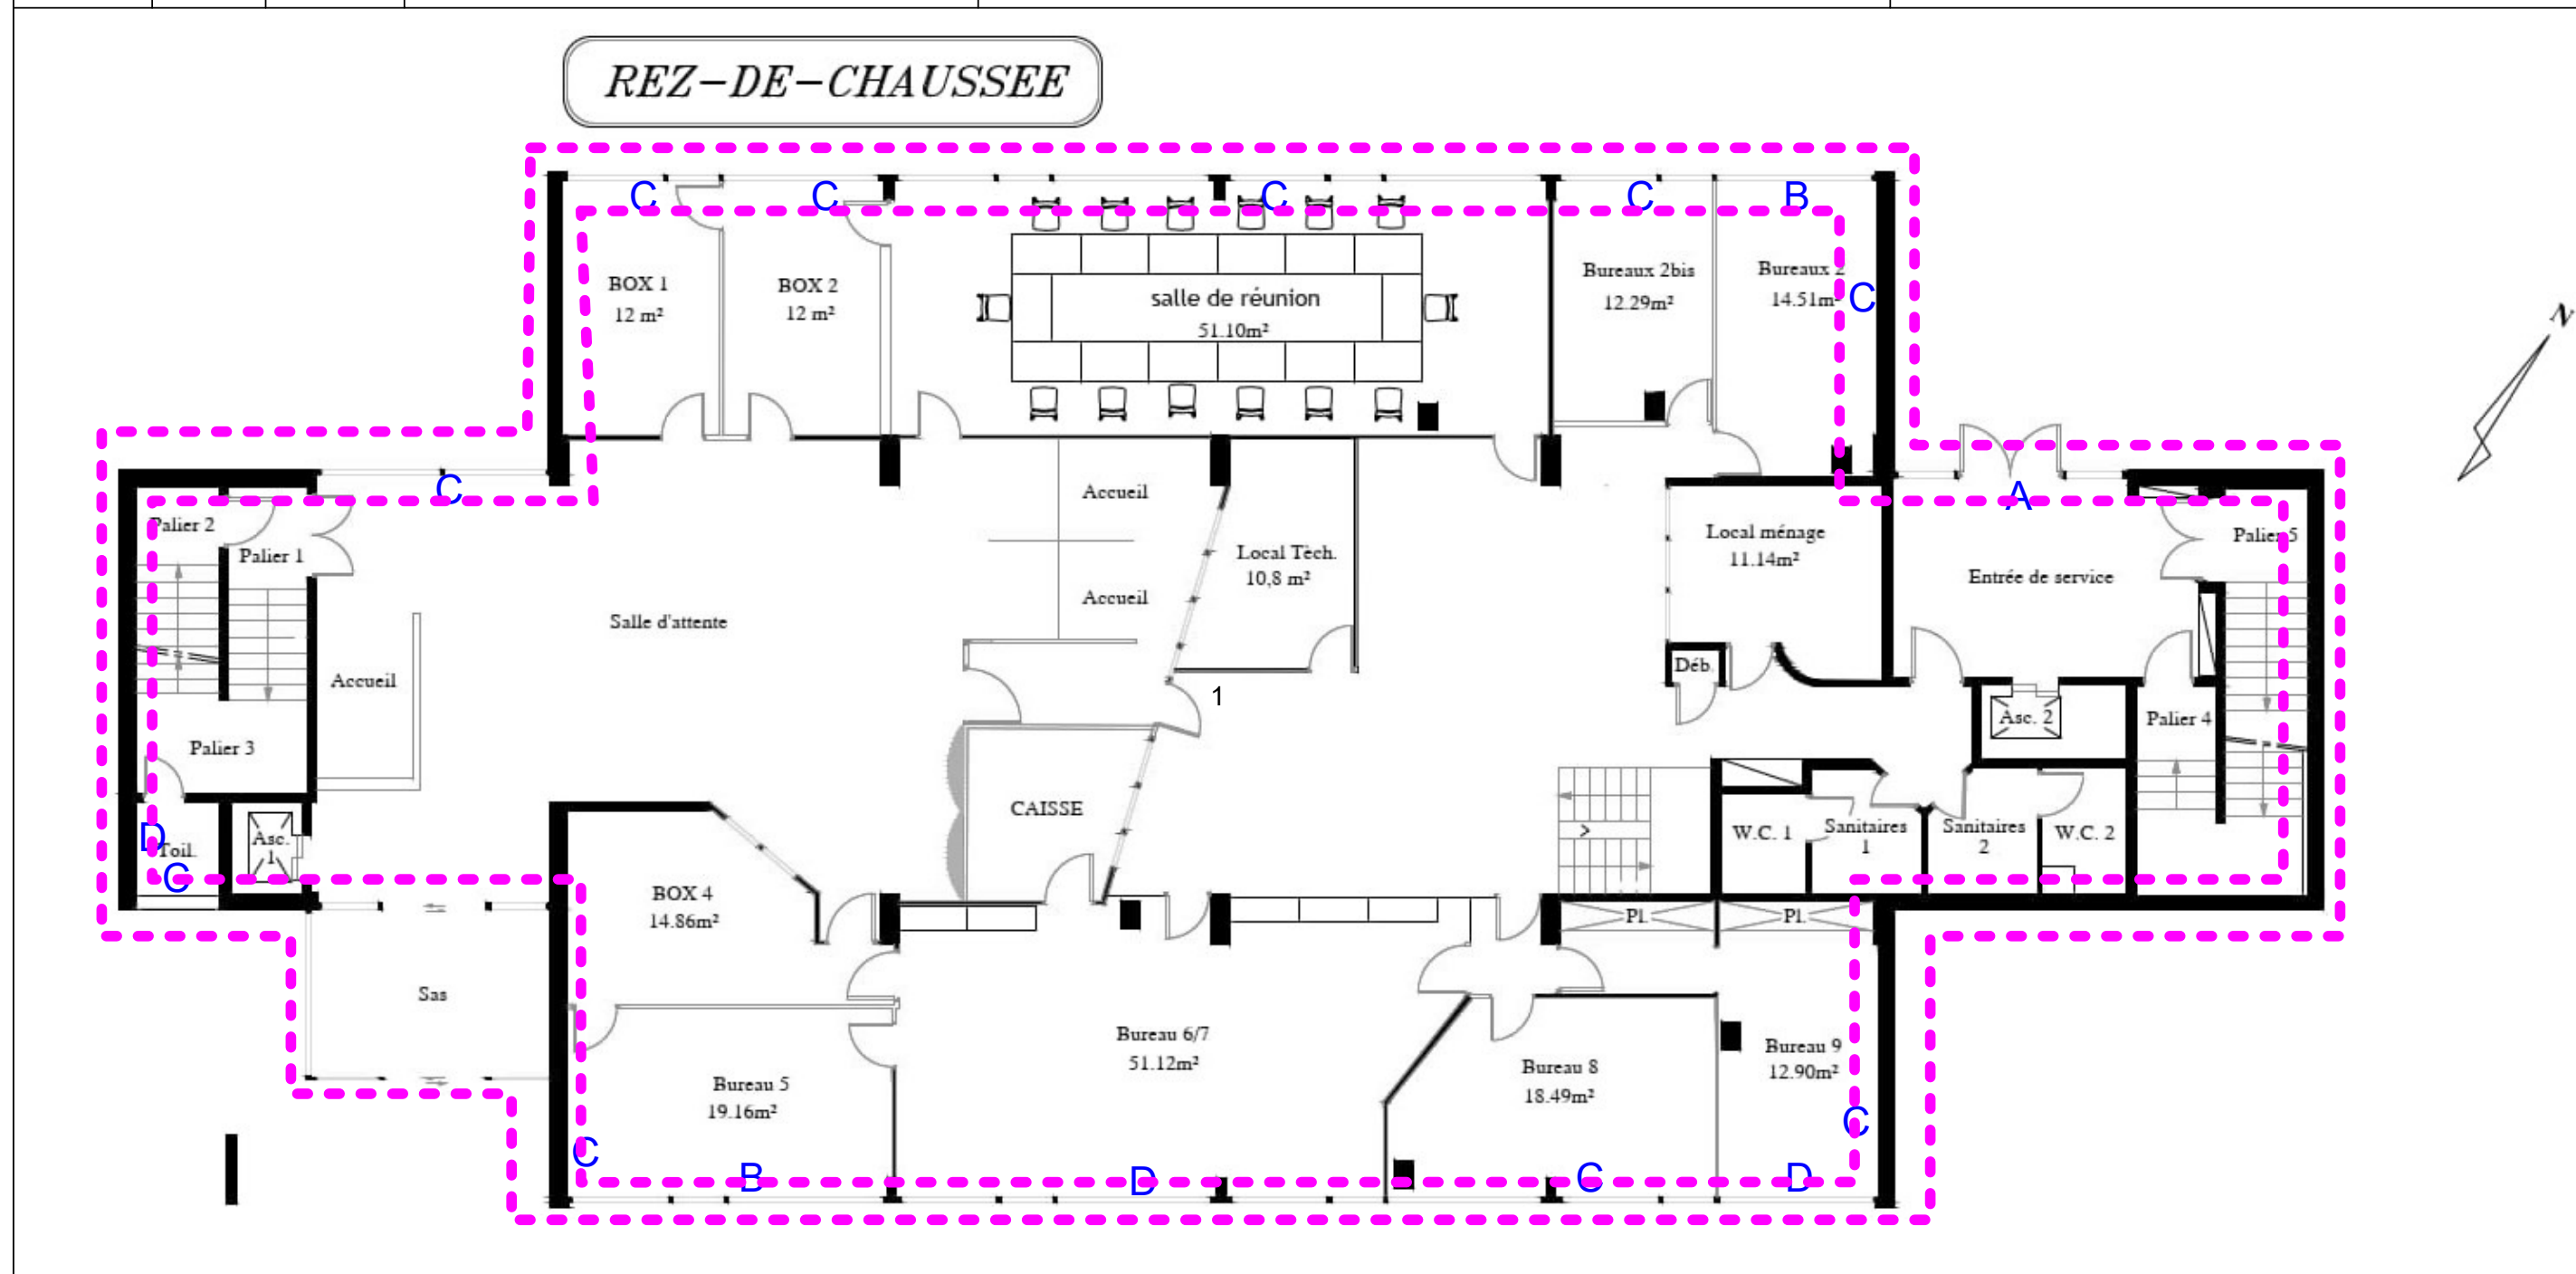 REZ-DE-CHAUSSEE
C
C
C
C
B
BOX 1
12 m²
BOX 2
12 m²
salle de réunion
51.10m²
Bureaux 2bis
12.29m²
Bureaux 2
14.51m²
C
N
C
A
Palier 2
Palier 1
Accueil
Accueil
Local Tèch.
10,8 m²
Local ménage
11.14m²
Entrée de service
Palier 5
Salle d'attente
Accueil
1
Déb.
Asc. 2
Palier 4
Palier 3
CAISSE
D
Toil.
C
Asc.
1
W.C. 1
Sanitaires
1
Sanitaires
2
W.C. 2
BOX 4
14.86m²
Pl.
Pl.
Sas
Bureau 5
19.16m²
Bureau 6/7
51.12m²
Bureau 8
18.49m²
Bureau 9
12.90m²
C
C
B
D
C
D